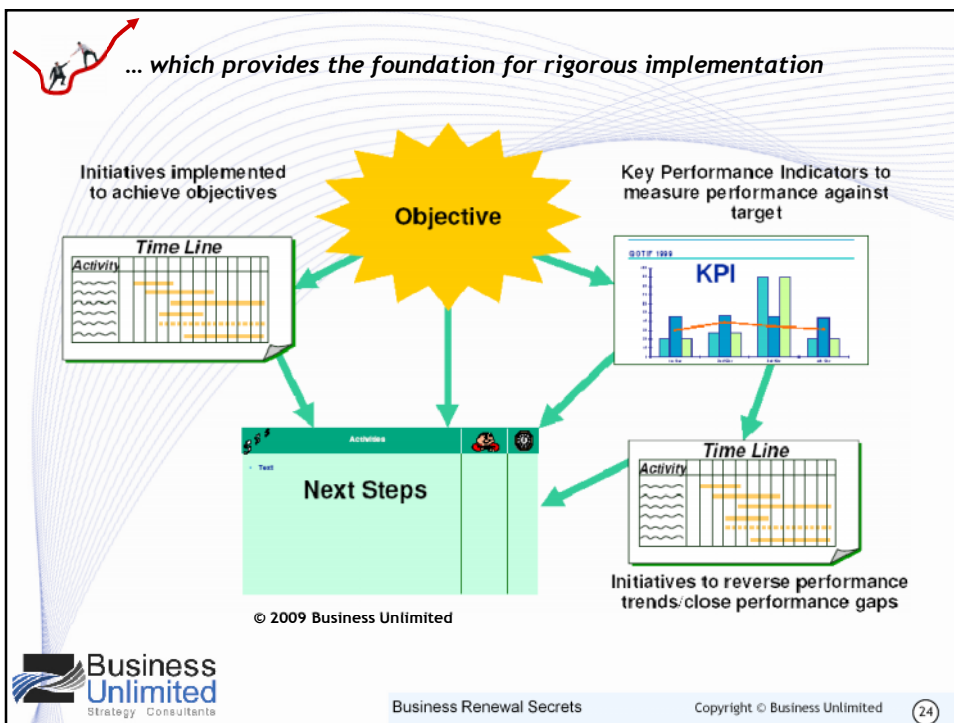 ... which provides the foundation for rigorous implementation
Initiatives implemented
to achieve objectives
Objective
Key Performance Indicators to
measure performance against
target
Time Line
Activity
KPI
Activities
Text
Next Steps
Time Line
Activity
Initiatives to reverse performance
trends/close performance gaps
© 2009 Business Unlimited
Business
Unlimited
Strategy Consultants
Business Renewal Secrets
Copyright © Business Unlimited
24